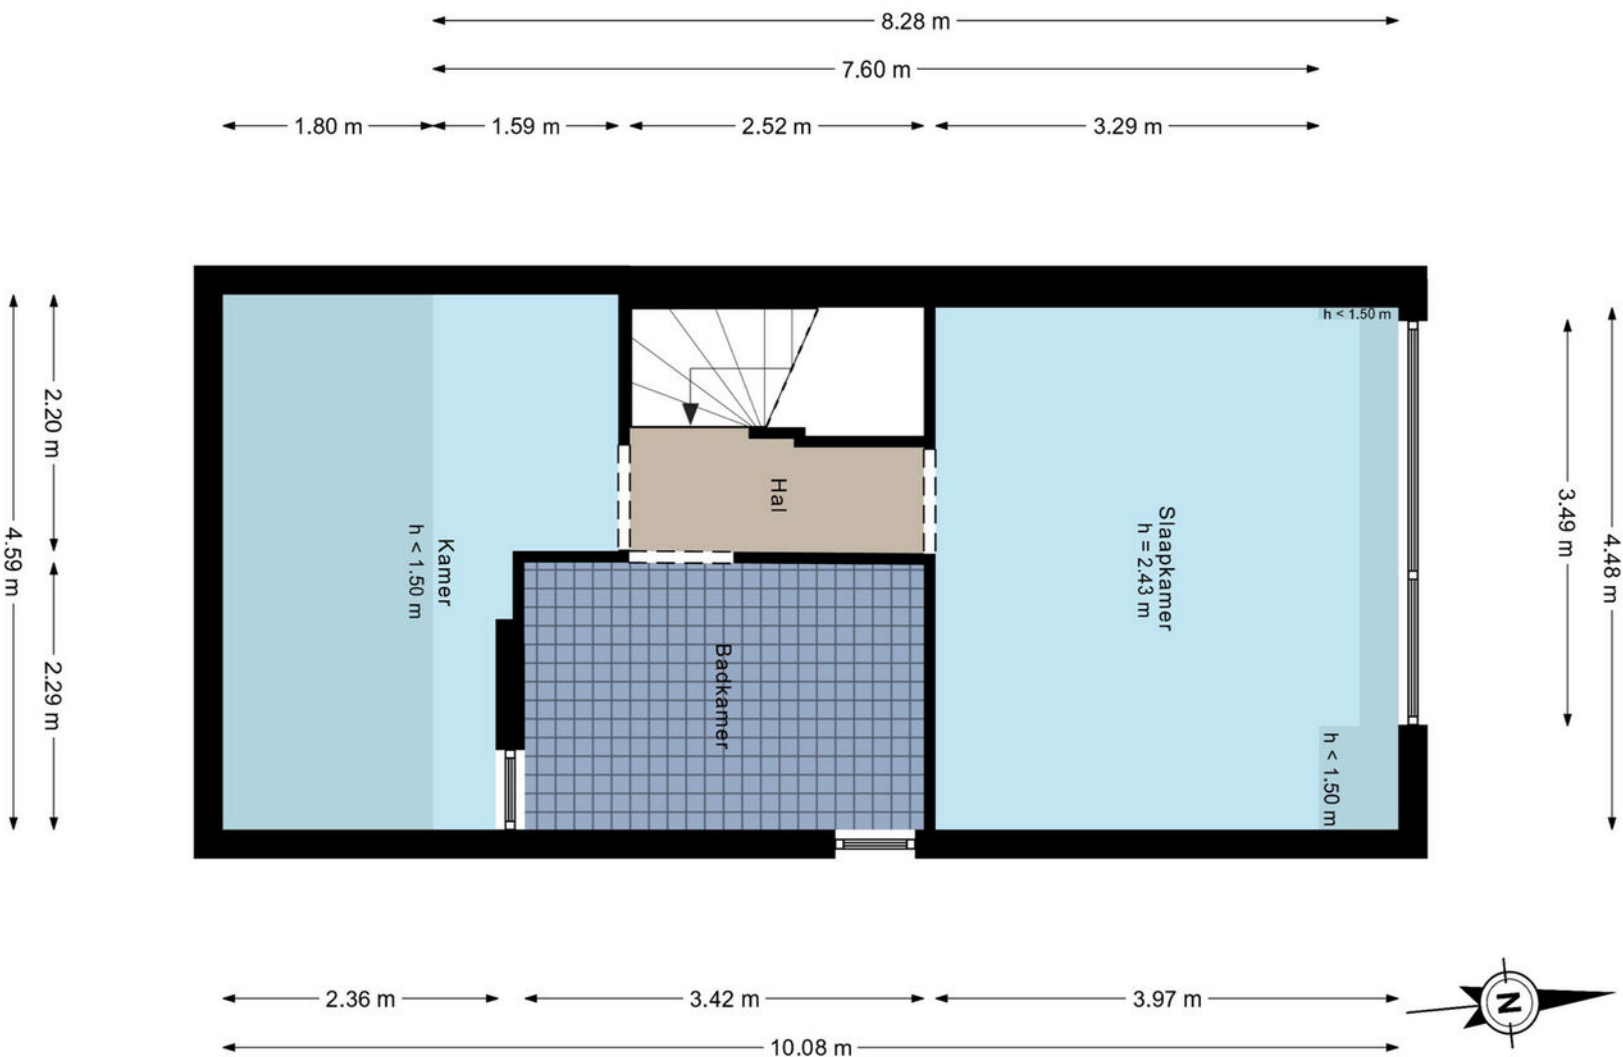 8.28 m
7.60 m
1.80 m
1.59 m
2.52 m
3.29 m
h < 1.50 m
2.20 m
2.29 m
4.59 m
Kamer
h < 1.50 m
Hal
Badkamer
Slaapkamer
h = 2.43 m
h < 1.50 m
3.49 m
4.48 m
2.36 m
3.42 m
3.97 m
10.08 m
N